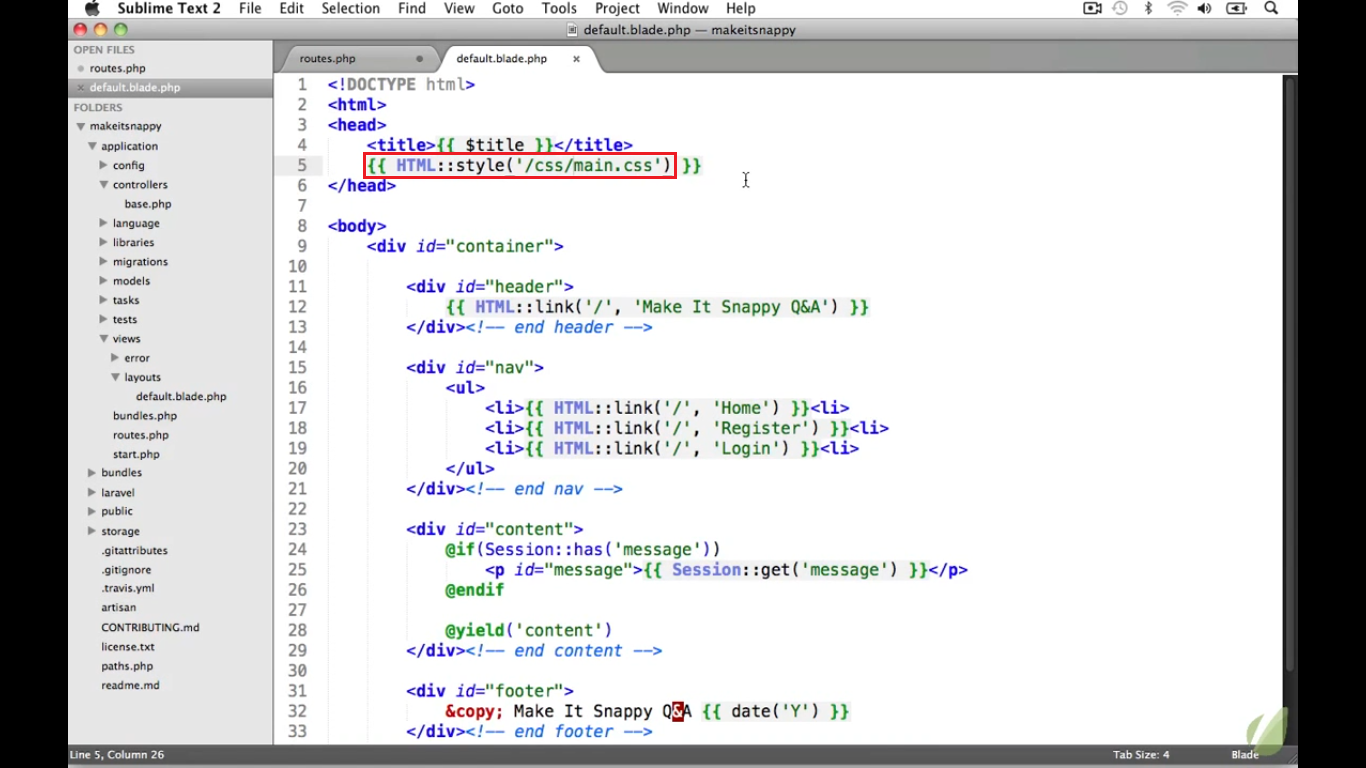 Sublime Text 2 File Edit Selection Find View Goto Tools Project Window Help
default.blade.php — makeitsnappy
OPEN FILES
routes.php
default.blade.php
FOLDERS
makeitsnappy
application
config
controllers
base.php
language
libraries
migrations
models
tasks
tests
views
error
layouts
default.blade.php
bundles.php
routes.php
start.php
bundles
laravel
public
storage
.gitattributes
.gitignore
.travis.yml
artisan
CONTRIBUTING.md
license.txt
paths.php
readme.md
routes.php default.blade.php
1 <!DOCTYPE html>
2 <html>
3 <head>
4 <title>{{ $title }}</title>
5 {{ HTML::style('/css/main.css') }}
6 </head>
7
8 <body>
9 <div id="container">
10
11 <div id="header">
12 {{ HTML::link('/', 'Make It Snappy Q&A') }}
13 </div><!-- end header -->
14
15 <div id="nav">
16 <ul>
17 <li>{{ HTML::link('/', 'Home') }}<li>
18 <li>{{ HTML::link('/', 'Register') }}<li>
19 <li>{{ HTML::link('/', 'Login') }}<li>
20 </ul>
21 </div><!-- end nav -->
22
23 <div id="content">
24 @if(Session::has('message'))
25 <p id="message">{{ Session::get('message') }}</p>
26 @endif
27
28 @yield('content')
29 </div><!-- end content -->
30
31 <div id="footer">
32 &copy; Make It Snappy Q&A {{ date('Y') }}
33 </div><!-- end footer -->
Line 5, Column 26 Tab Size: 4 Blade